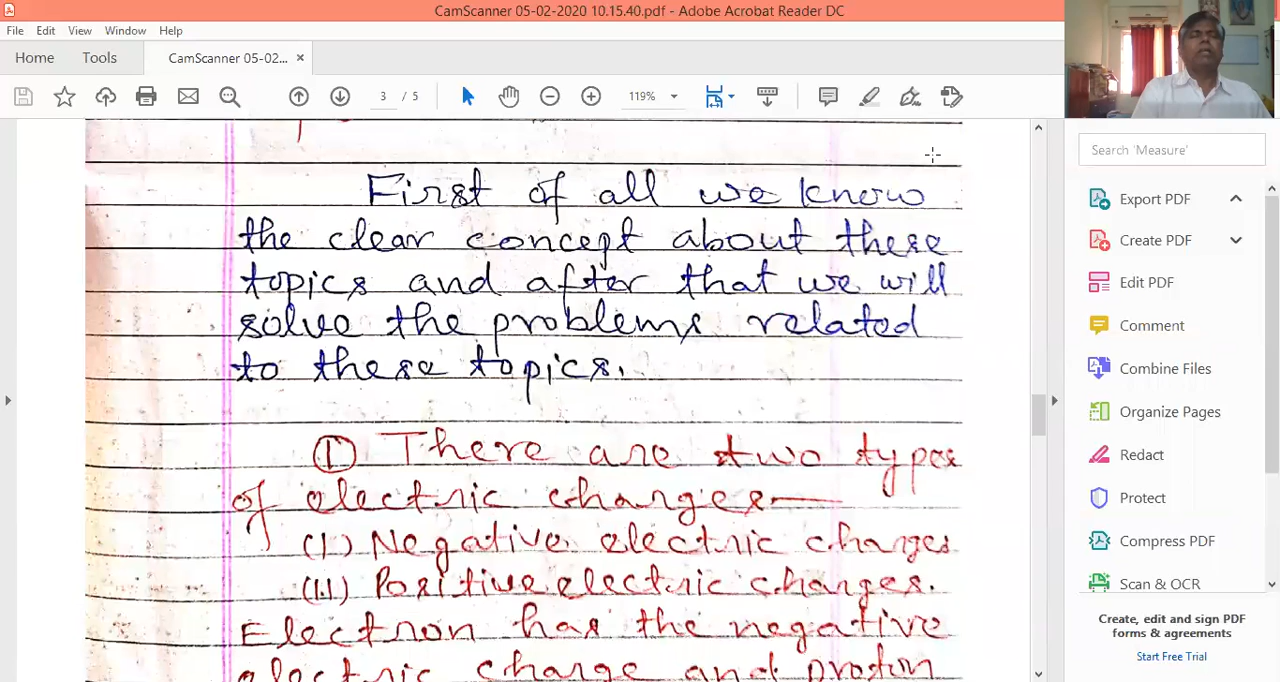 CamScanner 05-02-2020 10.15.40.pdf - Adobe Acrobat Reader DC
File Edit View Window Help
Home Tools CamScanner 05-02... ×
3 / 5 119%
Search 'Measure'
Export PDF
Create PDF
Edit PDF
Comment
Combine Files
Organize Pages
Redact
Protect
Compress PDF
Scan & OCR
Create, edit and sign PDF
forms & agreements
Start Free Trial
First of all we know
the clear concept about these
topics and after that we will
solve the problems related
to these topics.
① There are two types
of electric charges—
(I.) Negative electric charges
(II.) Positive electric charges.
Electron has the negative
electric charge and proton